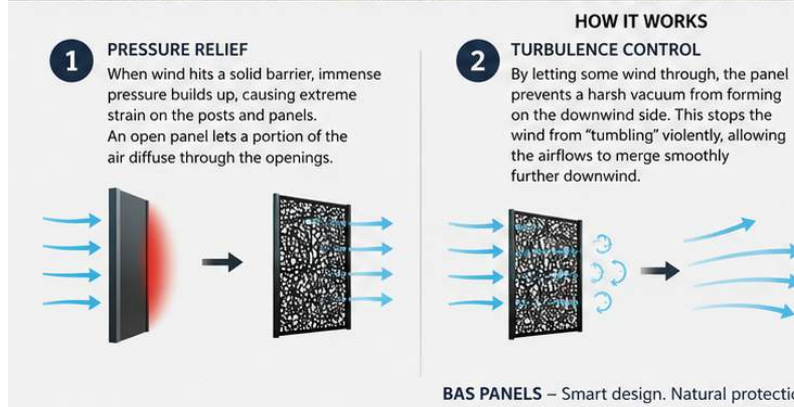 HOW IT WORKS
1
PRESSURE RELIEF
When wind hits a solid barrier, immense
pressure builds up, causing extreme
strain on the posts and panels.
An open panel lets a portion of the
air diffuse through the openings.
2
TURBULENCE CONTROL
By letting some wind through, the panel
prevents a harsh vacuum from forming
on the downwind side. This stops the
wind from “tumbling” violently, allowing
the airflows to merge smoothly
further downwind.
BAS PANELS – Smart design. Natural